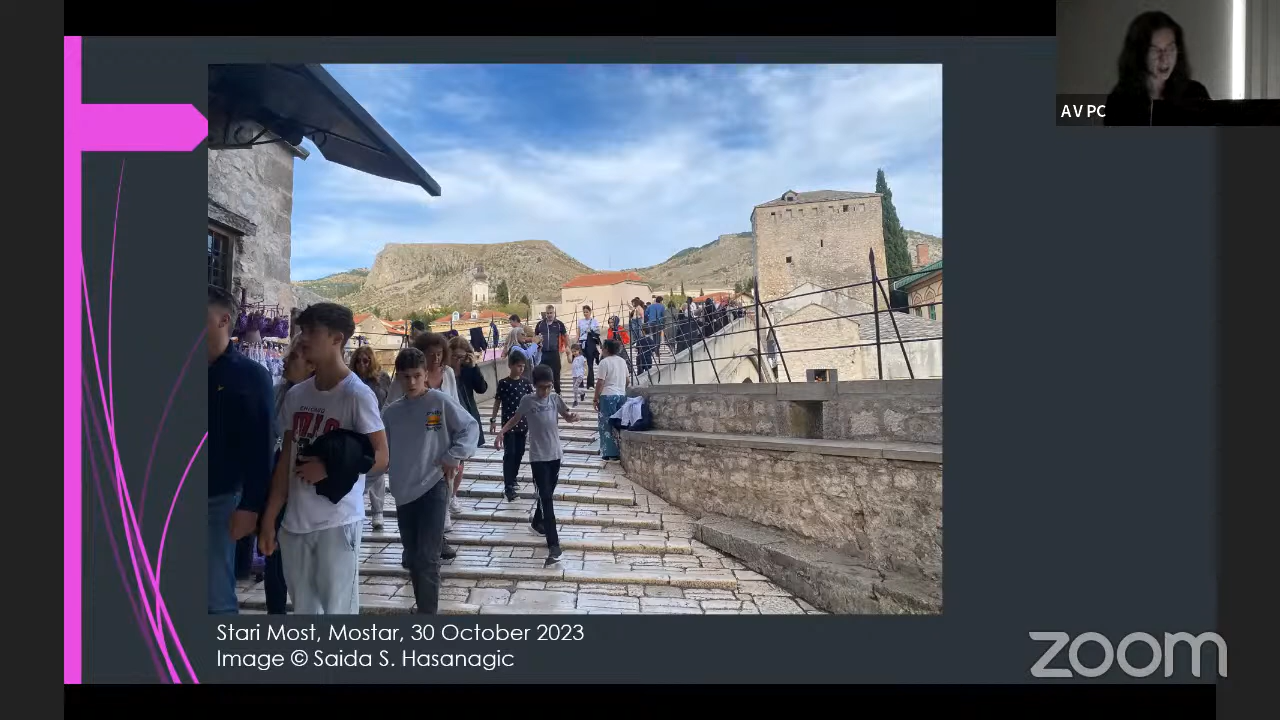 AV PC
Stari Most, Mostar, 30 October 2023
Image © Saida S. Hasanagic
zoom